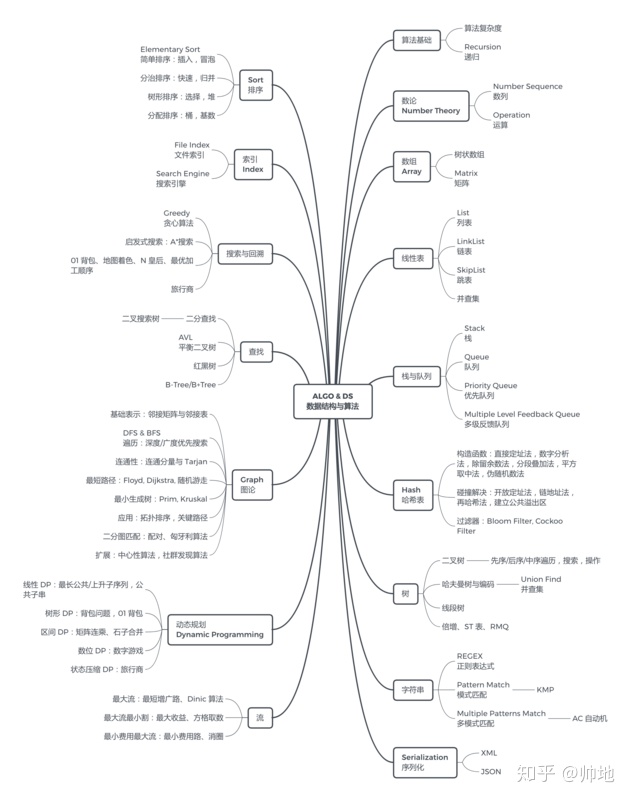 ALGO & DS
数据结构与算法
Elementary Sort
简单排序：插入，冒泡
分治排序：快速，归并
树形排序：选择，堆
分配排序：桶，基数
Sort
排序
File Index
文件索引
Search Engine
搜索引擎
索引
Index
Greedy
贪心算法
启发式搜索：A*搜索
01 背包、地图着色、N 皇后、最优加
工顺序
旅行商
搜索与回溯
二叉搜索树
二分查找
AVL
平衡二叉树
红黑树
B-Tree/B+Tree
查找
基础表示：邻接矩阵与邻接表
DFS & BFS
遍历：深度/广度优先搜索
连通性：连通分量与 Tarjan
最短路径：Floyd, Dijkstra, 随机游走
最小生成树：Prim, Kruskal
应用：拓扑排序，关键路径
二分图匹配：配对、匈牙利算法
扩展：中心性算法，社群发现算法
Graph
图论
线性 DP：最长公共/上升子序列，公
共子串
树形 DP：背包问题，01 背包
区间 DP：矩阵连乘、石子合并
数位 DP：数字游戏
状态压缩 DP：旅行商
动态规划
Dynamic Programming
最大流：最短增广路、Dinic 算法
最大流最小割：最大收益、方格取数
最小费用最大流：最小费用路、消圈
流
算法基础
算法复杂度
Recursion
递归
数论
Number Theory
Number Sequence
数列
Operation
运算
数组
Array
树状数组
Matrix
矩阵
线性表
List
列表
LinkList
链表
SkipList
跳表
并查集
栈与队列
Stack
栈
Queue
队列
Priority Queue
优先队列
Multiple Level Feedback Queue
多级反馈队列
Hash
哈希表
构造函数：直接定址法，数字分析
法，除留余数法，分段叠加法，平方
取中法，伪随机数法
碰撞解决：开放定址法，链地址法，
再哈希法，建立公共溢出区
过滤器：Bloom Filter, Cockoo
Filter
树
二叉树
先序/后序/中序遍历，搜索，操作
哈夫曼树与编码
Union Find
并查集
线段树
倍增、ST 表、RMQ
字符串
REGEX
正则表达式
Pattern Match
模式匹配
KMP
Multiple Patterns Match
多模式匹配
AC 自动机
Serialization
序列化
XML
JSON
知乎 @帅地